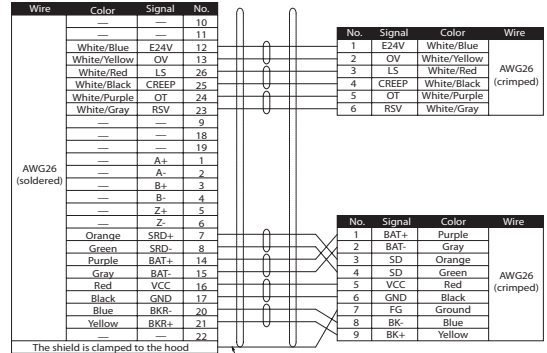 Wire Color Signal No.
— — 10
— — 11
White/Blue E24V 12
White/Yellow OV 13
White/Red LS 26
White/Black CREEP 25
White/Purple OT 24
White/Gray RSV 23
— — 9
— — 18
— — 19
— A+ 1
— A- 2
— B+ 3
— B- 4
— Z+ 5
— Z- 6
Orange SRD+ 7
Green SRD- 8
Purple BAT+ 14
Gray BAT- 15
Red VCC 16
Black GND 17
Blue BKR- 20
Yellow BKR+ 21
— — 22
AWG26
(soldered)
The shield is clamped to the hood
No. Signal Color Wire
1 E24V White/Blue
2 OV White/Yellow
3 LS White/Red
4 CREEP White/Black
5 OT White/Purple
6 RSV White/Gray
AWG26
(crimped)
No. Signal Color Wire
1 BAT+ Purple
2 BAT- Gray
3 SD Orange
4 SD Green
5 VCC Red
6 GND Black
7 FG Ground
8 BK- Blue
9 BK+ Yellow
AWG26
(crimped)